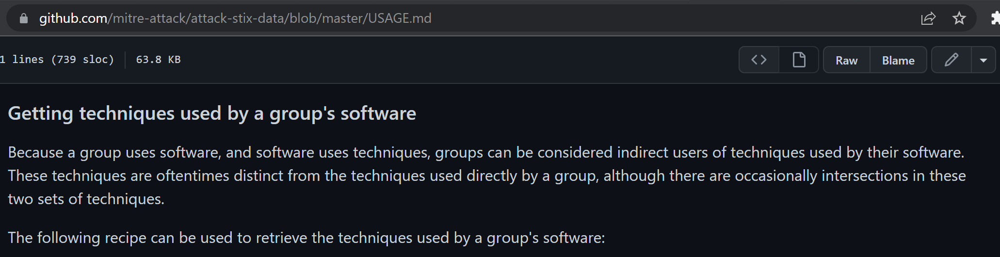 github.com/mitre-attack/attack-stix-data/blob/master/USAGE.md
1 lines (739 sloc) 63.8 KB Raw Blame
Getting techniques used by a group's software
Because a group uses software, and software uses techniques, groups can be considered indirect users of techniques used by their software.
These techniques are oftentimes distinct from the techniques used directly by a group, although there are occasionally intersections in these
two sets of techniques.
The following recipe can be used to retrieve the techniques used by a group's software: